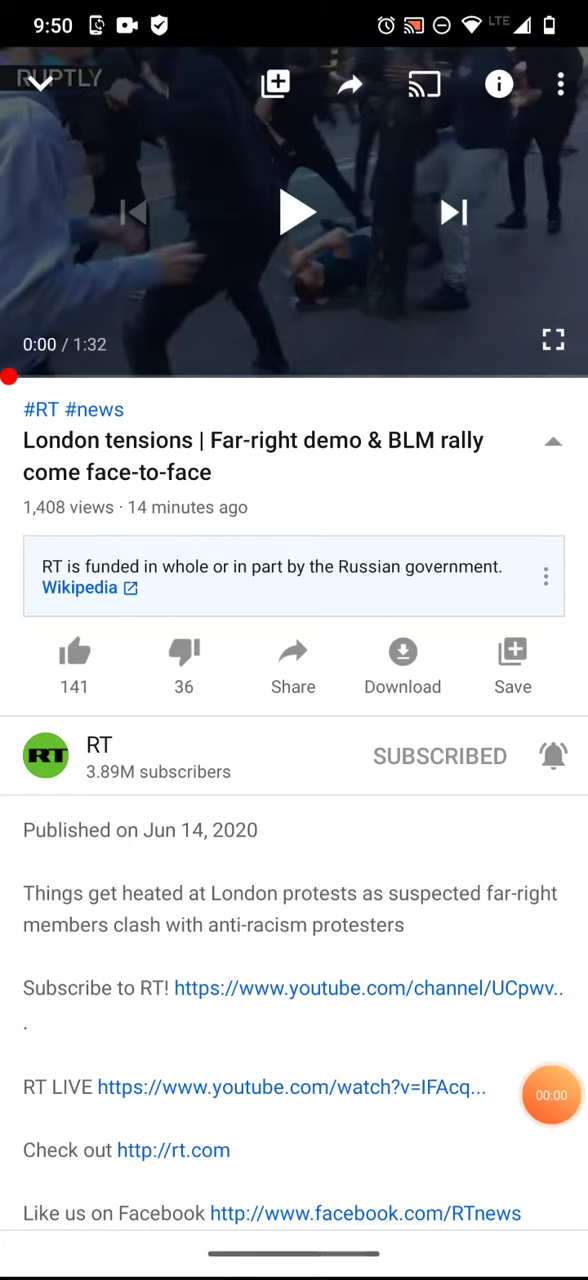 9:50
LTE
RUPTLY
0:00 / 1:32
#RT #news
London tensions | Far-right demo & BLM rally
come face-to-face
1,408 views · 14 minutes ago
RT is funded in whole or in part by the Russian government.
Wikipedia
141
36
Share
Download
Save
RT
RT
3.89M subscribers
SUBSCRIBED
Published on Jun 14, 2020
Things get heated at London protests as suspected far-right
members clash with anti-racism protesters
Subscribe to RT! https://www.youtube.com/channel/UCpwv..
.
RT LIVE https://www.youtube.com/watch?v=IFAcq...
00:00
Check out http://rt.com
Like us on Facebook http://www.facebook.com/RTnews